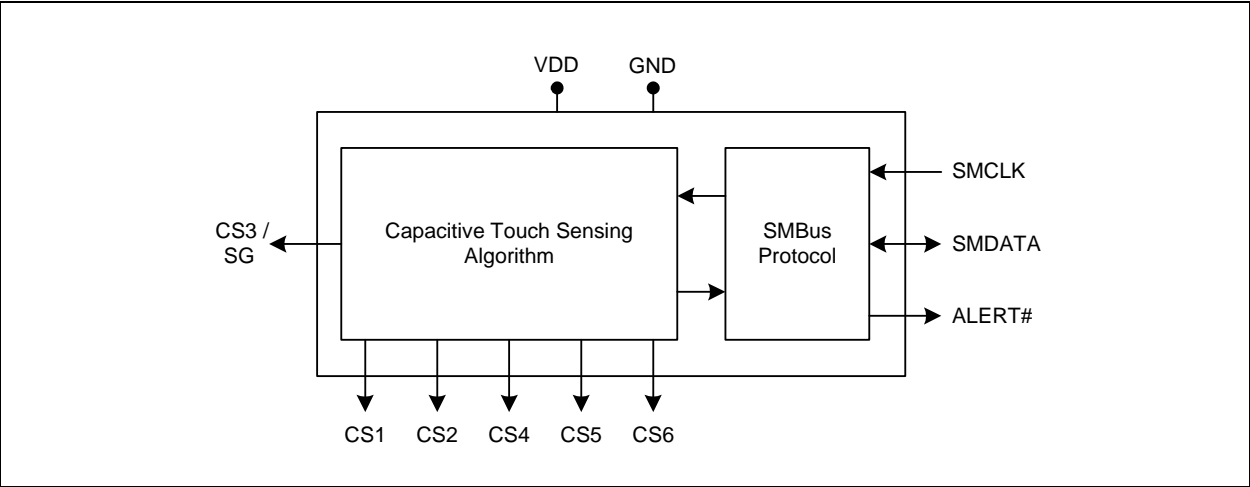 VDD
GND
CS3 /
SG
Capacitive Touch Sensing
Algorithm
SMBus
Protocol
SMCLK
SMDATA
ALERT#
CS1
CS2
CS4
CS5
CS6